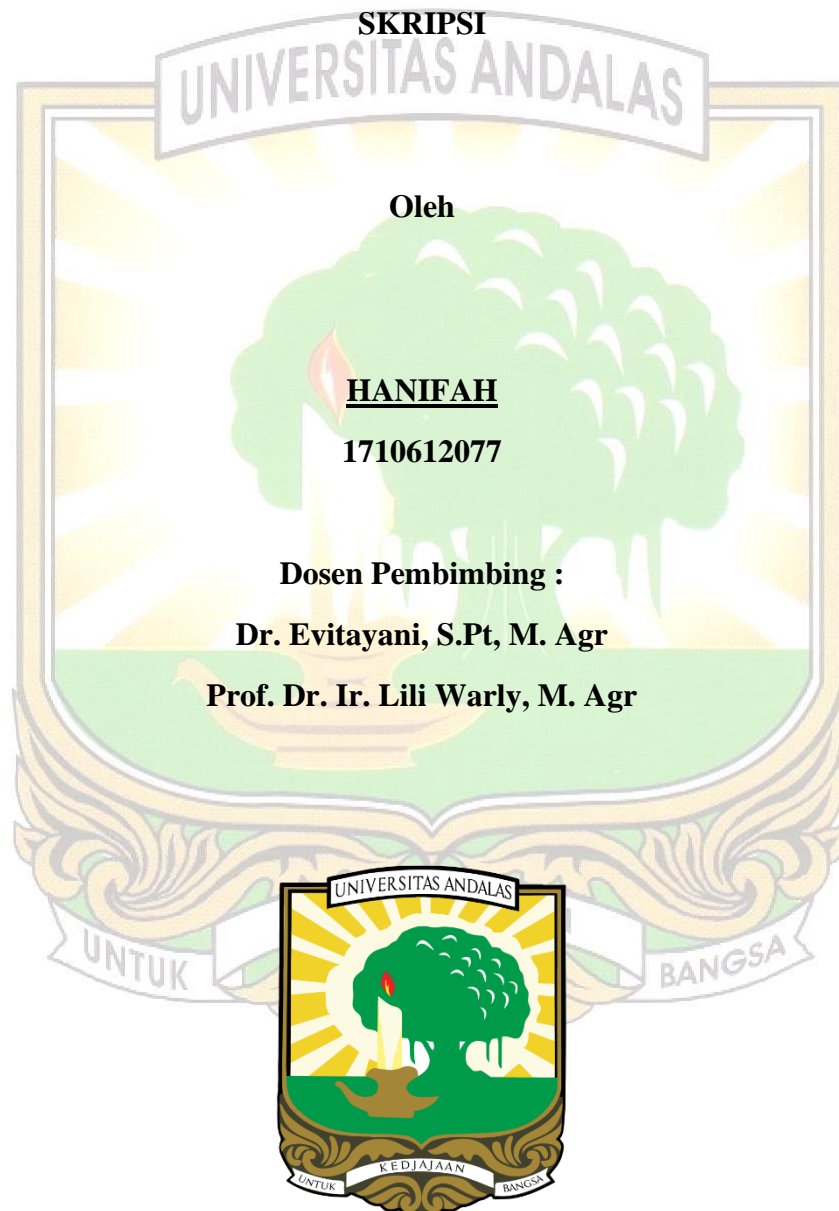 SKRIPSI
UNIVERSITAS ANDALAS
Oleh
HANIFAH
1710612077
Dosen Pembimbing :
Dr. Evitayani, S.Pt, M. Agr
Prof. Dr. Ir. Lili Warly, M. Agr
UNIVERSITAS ANDALAS
UNTUK
BANGSA
UNTUK
KEDJAJAAN
BANGSA